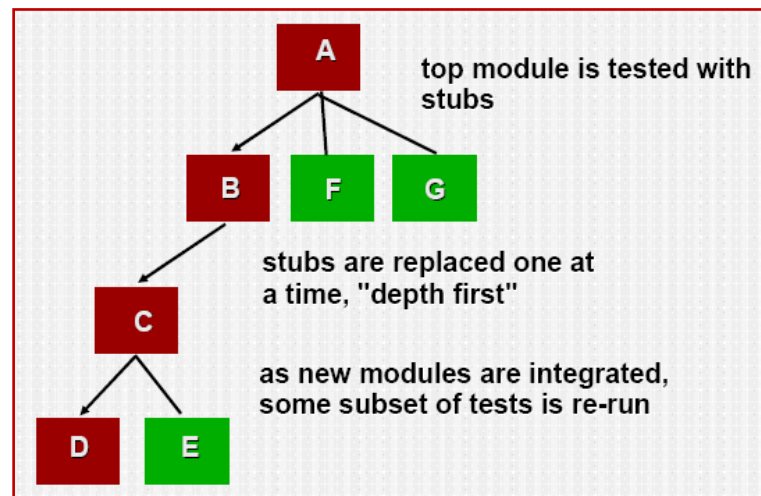 A
top module is tested with
stubs
B
F
G
stubs are replaced one at
a time, "depth first"
C
as new modules are integrated,
some subset of tests is re-run
D
E